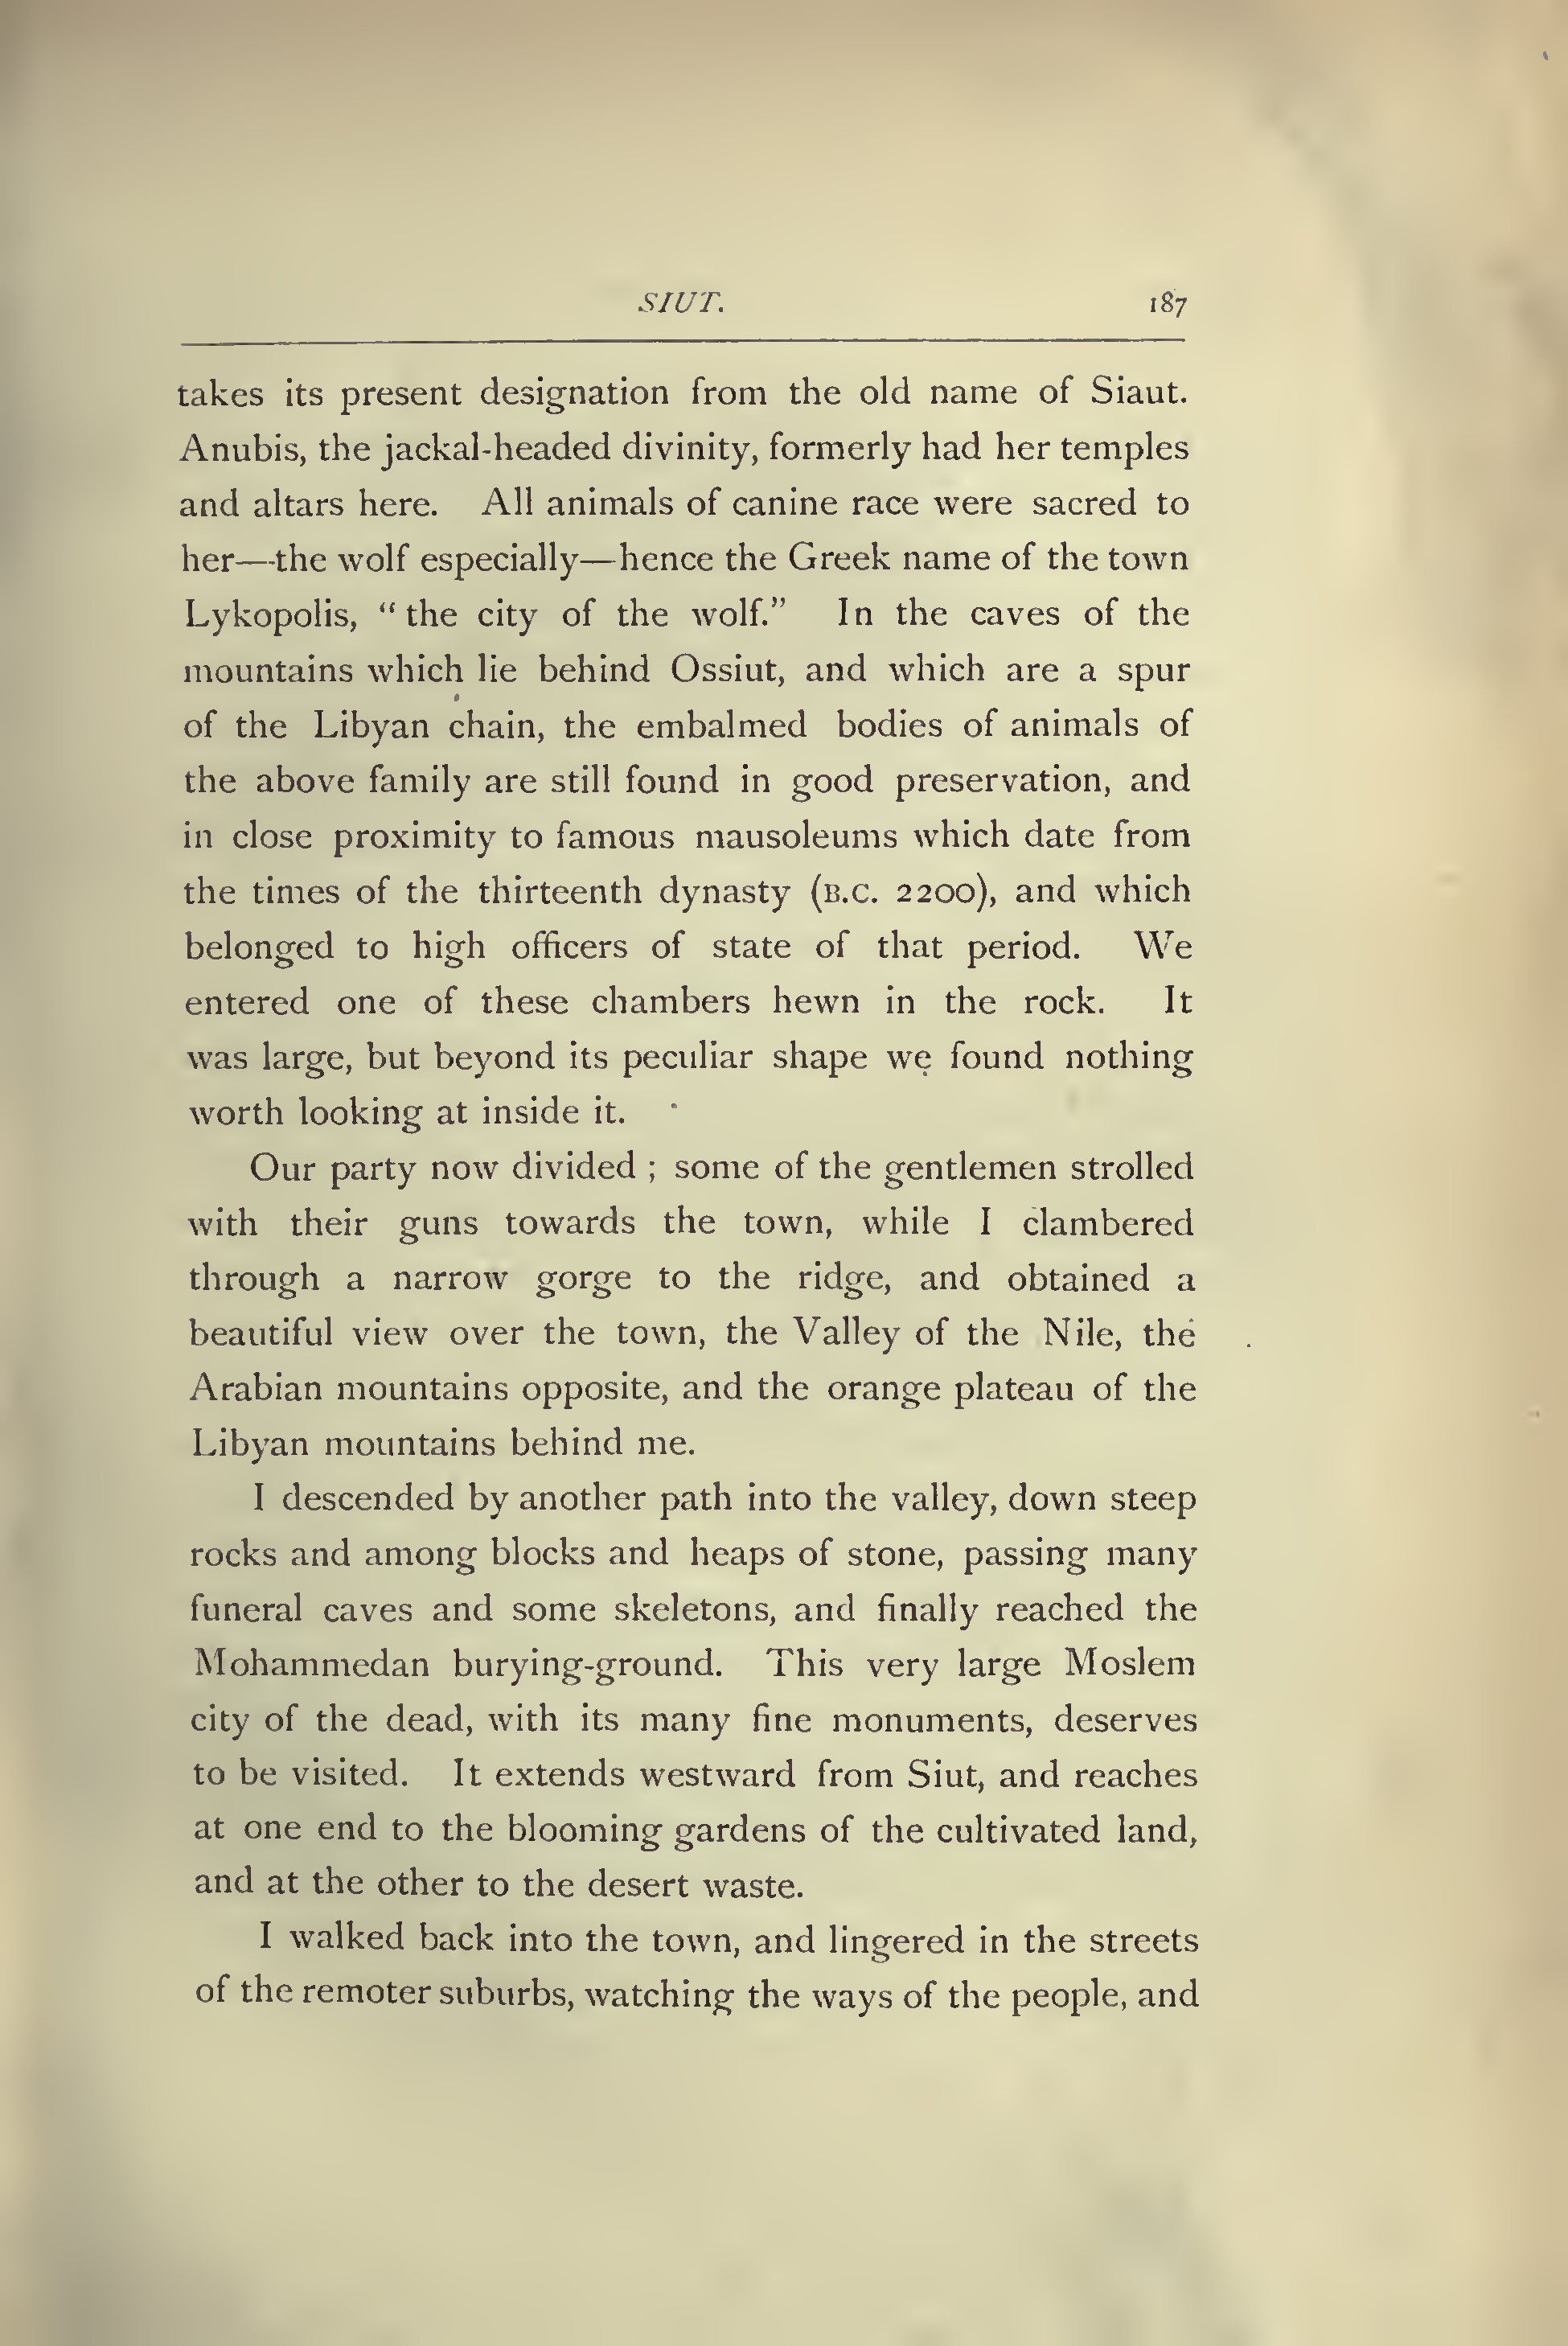 SIUT. 187
takes its present designation from the old name of Siaut.
Anubis, the jackal-headed divinity, formerly had her temples
and altars here. All animals of canine race were sacred to
her—the wolf especially—hence the Greek name of the town
Lykopolis, “the city of the wolf.” In the caves of the
mountains which lie behind Ossiut, and which are a spur
of the Libyan chain, the embalmed bodies of animals of
the above family are still found in good preservation, and
in close proximity to famous mausoleums which date from
the times of the thirteenth dynasty (B.C. 2200), and which
belonged to high officers of state of that period. We
entered one of these chambers hewn in the rock. It
was large, but beyond its peculiar shape we found nothing
worth looking at inside it.
Our party now divided ; some of the gentlemen strolled
with their guns towards the town, while I clambered
through a narrow gorge to the ridge, and obtained a
beautiful view over the town, the Valley of the Nile, the
Arabian mountains opposite, and the orange plateau of the
Libyan mountains behind me.
I descended by another path into the valley, down steep
rocks and among blocks and heaps of stone, passing many
funeral caves and some skeletons, and finally reached the
Mohammedan burying-ground. This very large Moslem
city of the dead, with its many fine monuments, deserves
to be visited. It extends westward from Siut, and reaches
at one end to the blooming gardens of the cultivated land,
and at the other to the desert waste.
I walked back into the town, and lingered in the streets
of the remoter suburbs, watching the ways of the people, and